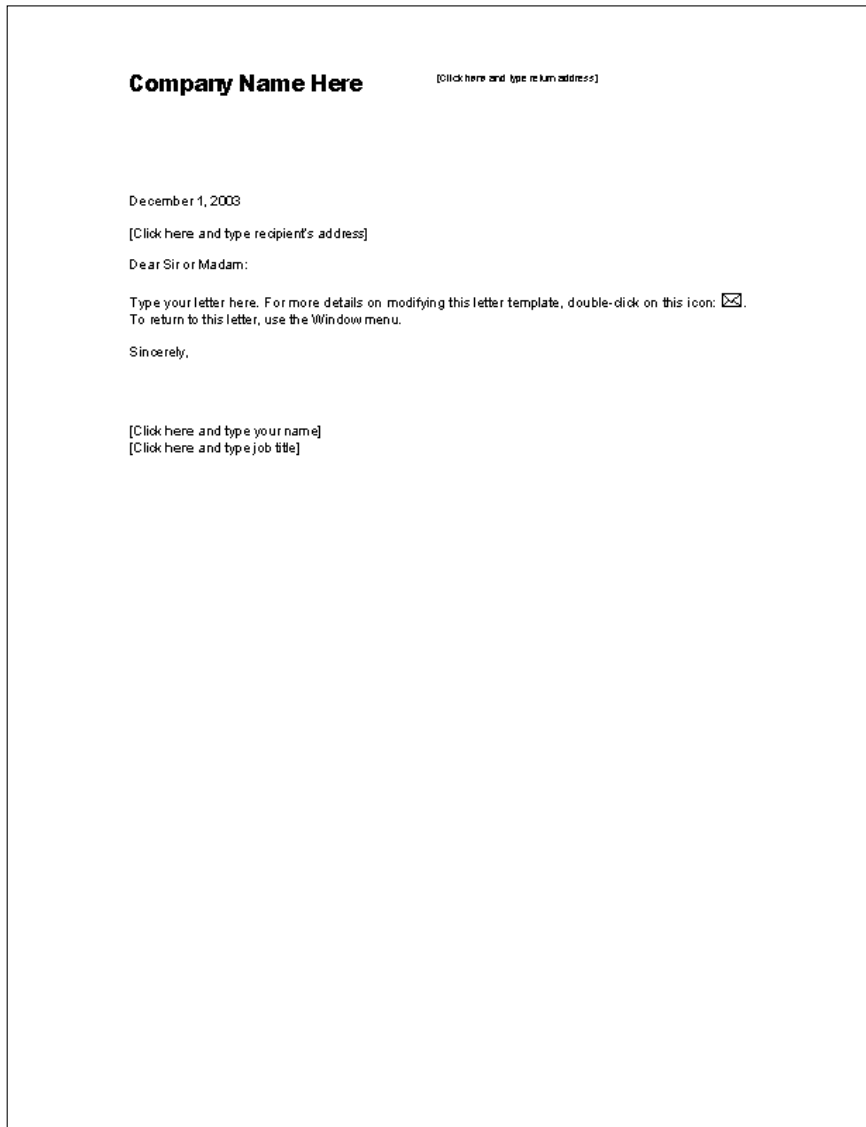 Company Name Here
[Click here and type return address]
December 1, 2003
[Click here and type recipient's address]
Dear Sir or Madam:
Type your letter here. For more details on modifying this letter template, double-click on this icon: ✉.
To return to this letter, use the Window menu.
Sincerely,
[Click here and type your name]
[Click here and type job title]